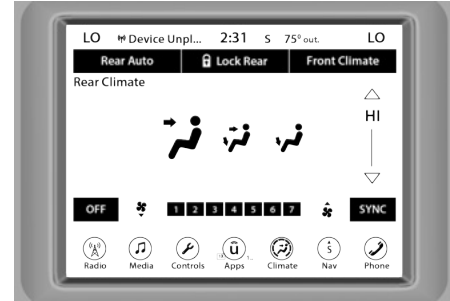 LO Device Unpl... 2:31 S 75° out. LO
Rear Auto Lock Rear Front Climate
Rear Climate
HI
OFF 1 2 3 4 5 6 7 SYNC
Radio Media Controls Apps Climate Nav Phone